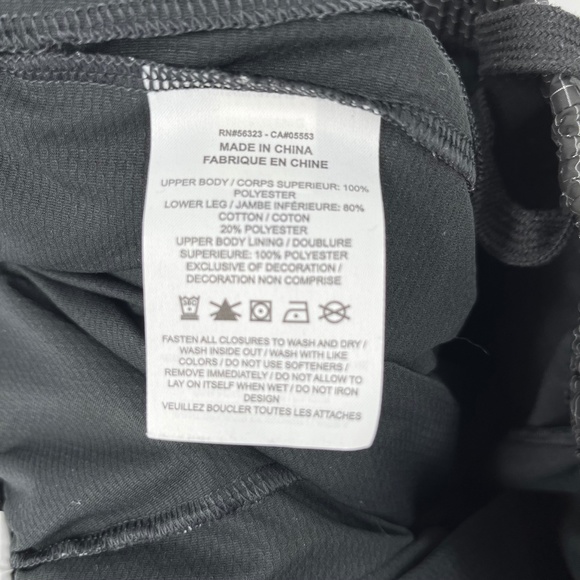 RN#56323 - CA#05553
MADE IN CHINA
FABRIQUE EN CHINE
UPPER BODY / CORPS SUPERIEUR: 100%
POLYESTER
LOWER LEG / JAMBE INFÉRIEURE: 80%
COTTON / COTON
20% POLYESTER
UPPER BODY LINING / DOUBLURE
SUPERIEURE: 100% POLYESTER
EXCLUSIVE OF DECORATION /
DECORATION NON COMPRISE
FASTEN ALL CLOSURES TO WASH AND DRY /
WASH INSIDE OUT / WASH WITH LIKE
COLORS / DO NOT USE SOFTENERS /
REMOVE IMMEDIATELY / DO NOT ALLOW TO
LAY ON ITSELF WHEN WET / DO NOT IRON
DESIGN
VEUILLEZ BOUCLER TOUTES LES ATTACHES